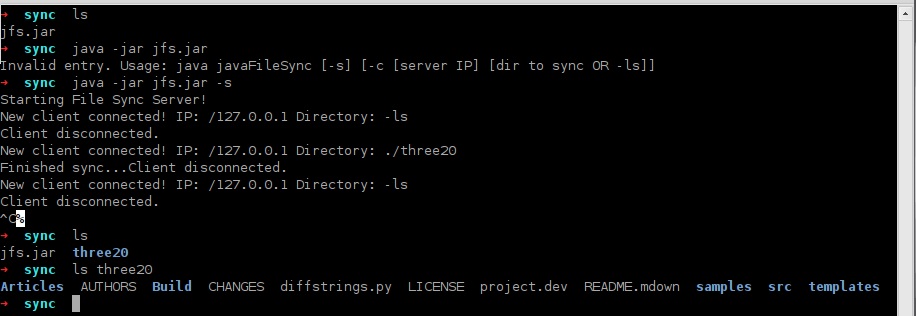 ➜ sync ls
jfs.jar
➜ sync java -jar jfs.jar
Invalid entry. Usage: java javaFileSync [-s] [-c [server IP] [dir to sync OR -ls]]
➜ sync java -jar jfs.jar -s
Starting File Sync Server!
New client connected! IP: /127.0.0.1 Directory: -ls
Client disconnected.
New client connected! IP: /127.0.0.1 Directory: ./three20
Finished sync...Client disconnected.
New client connected! IP: /127.0.0.1 Directory: -ls
Client disconnected.
^C%
➜ sync ls
jfs.jar three20
➜ sync ls three20
Articles AUTHORS Build CHANGES diffstrings.py LICENSE project.dev README.mdown samples src templates
➜ sync